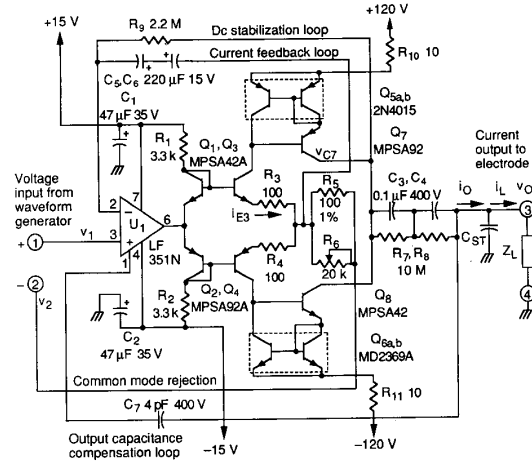 +15 V
R9 2.2 M
Dc stabilization loop
+120 V
R10 10
Current feedback loop
C5,C6 220 µF 15 V
C1
47 µF 35 V
Q5a,b
2N4015
R1
3.3 k
Q1, Q3
MPSA42A
Q7
MPSA92
vC7
Current
output to
electrode
R3
100
R5
100
1%
C3, C4
0.1 µF 400 V
iO
iL
vO
Voltage
input from
waveform
generator
iE3
2
7
U1
6
LF
351N
3
1
4
+
1
v1
R6
20 k
CST
R7, R8
10 M
ZL
3
4
R4
100
−
2
v2
R2
3.3 k
Q2, Q4
MPSA92A
Q8
MPSA42
C2
47 µF 35 V
Q6a,b
MD2369A
Common mode rejection
R11 10
C7 4 pF 400 V
Output capacitance
compensation loop
−15 V
−120 V